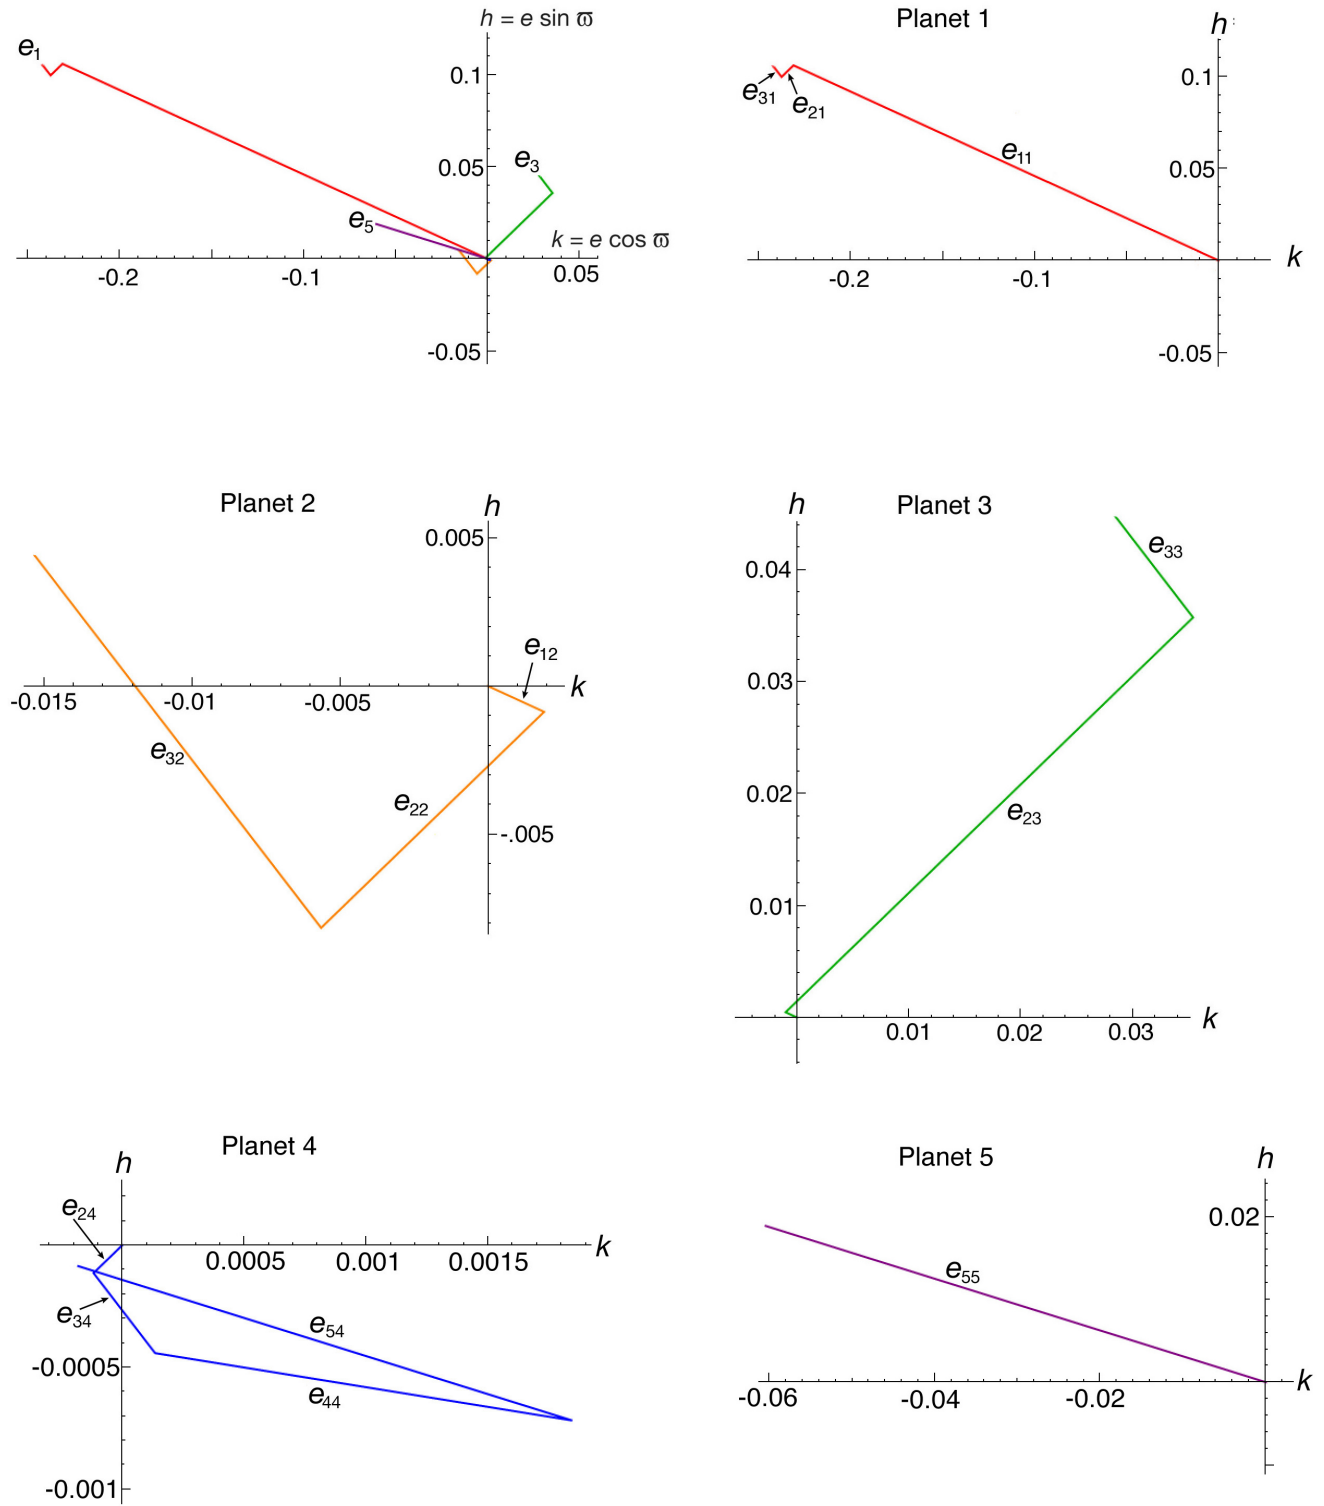 h = e sin ϖ
e1
0.1
0.05
e3
e5
k = e cos ϖ
-0.2
-0.1
0.05
-0.05
Planet 1
h
0.1
e31
e21
e11
0.05
k
-0.2
-0.1
-0.05
Planet 2
h
0.005
e12
k
-0.015
-0.01
-0.005
e32
e22
-.005
Planet 3
h
e33
0.04
0.03
0.02
e23
0.01
k
0.01
0.02
0.03
Planet 4
h
e24
k
0.0005
0.001
0.0015
e34
e54
-0.0005
e44
-0.001
Planet 5
h
0.02
e55
k
-0.06
-0.04
-0.02